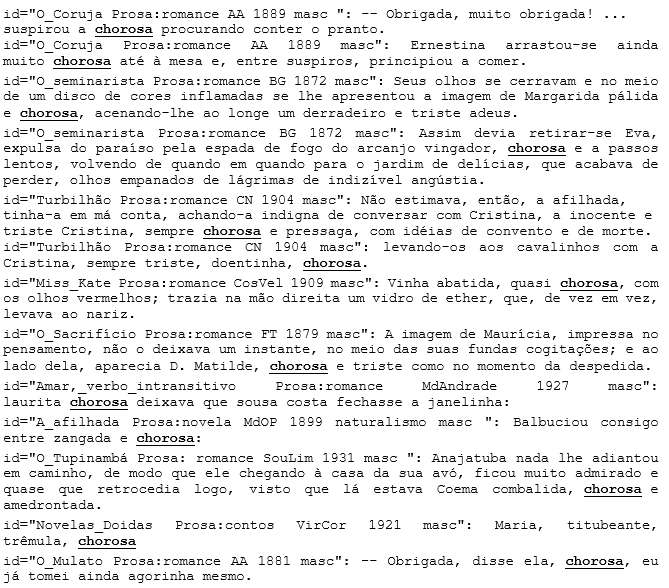 id="O_Coruja Prosa:romance AA 1889 masc ": -- Obrigada, muito obrigada! ...
suspirou a chorosa procurando conter o pranto.
id="O_Coruja Prosa:romance AA 1889 masc": Ernestina arrastou-se ainda
muito chorosa até à mesa e, entre suspiros, principiou a comer.
id="O_seminarista Prosa:romance BG 1872 masc": Seus olhos se cerravam e no meio
de um disco de cores inflamadas se lhe apresentou a imagem de Margarida pálida
e chorosa, acenando-lhe ao longe um derradeiro e triste adeus.
id="O_seminarista Prosa:romance BG 1872 masc": Assim devia retirar-se Eva,
expulsa do paraíso pela espada de fogo do arcanjo vingador, chorosa e a passos
lentos, volvendo de quando em quando para o jardim de delícias, que acabava de
perder, olhos empanados de lágrimas de indizível angústia.
id="Turbilhão Prosa:romance CN 1904 masc": Não estimava, então, a afilhada,
tinha-a em má conta, achando-a indigna de conversar com Cristina, a inocente e
triste Cristina, sempre chorosa e pressaga, com idéias de convento e de morte.
id="Turbilhão Prosa:romance CN 1904 masc": levando-os aos cavalinhos com a
Cristina, sempre triste, doentinha, chorosa.
id="Miss_Kate Prosa:romance CosVel 1909 masc": Vinha abatida, quasi chorosa, com
os olhos vermelhos; trazia na mão direita um vidro de ether, que, de vez em vez,
levava ao nariz.
id="O_Sacrifício Prosa:romance FT 1879 masc": A imagem de Maurícia, impressa no
pensamento, não o deixava um instante, no meio das suas fundas cogitações; e ao
lado dela, aparecia D. Matilde, chorosa e triste como no momento da despedida.
id="Amar,_verbo_intransitivo Prosa:romance MdAndrade 1927 masc":
laurita chorosa deixava que sousa costa fechasse a janelinha:
id="A_afilhada Prosa:novela MdOP 1899 naturalismo masc ": Balbuciou consigo
entre zangada e chorosa:
id="O_Tupinambá Prosa: romance SouLim 1931 masc ": Anajatuba nada lhe adiantou
em caminho, de modo que ele chegando à casa da sua avó, ficou muito admirado e
quase que retrocedia logo, visto que lá estava Coema combalida, chorosa e
amedrontada.
id="Novelas_Doidas Prosa:contos VirCor 1921 masc": Maria, titubeante,
trêmula, chorosa
id="O_Mulato Prosa:romance AA 1881 masc": -- Obrigada, disse ela, chorosa, eu
já tomei ainda agorinha mesmo.